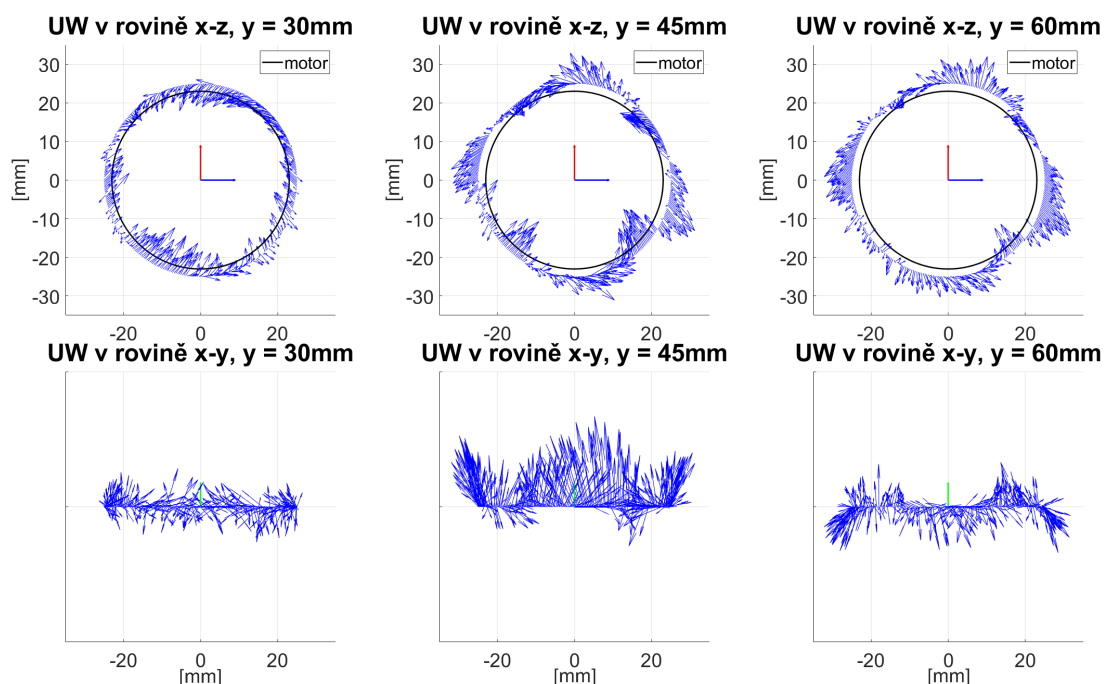 UW v rovině x-z, y = 30mm
UW v rovině x-z, y = 45mm
UW v rovině x-z, y = 60mm
motor
motor
motor
30
20
10
0
-10
-20
-30
[mm]
-20
0
20
30
20
10
0
-10
-20
-30
[mm]
-20
0
20
30
20
10
0
-10
-20
-30
[mm]
-20
0
20
UW v rovině x-y, y = 30mm
UW v rovině x-y, y = 45mm
UW v rovině x-y, y = 60mm
-20
0
20
[mm]
-20
0
20
[mm]
-20
0
20
[mm]